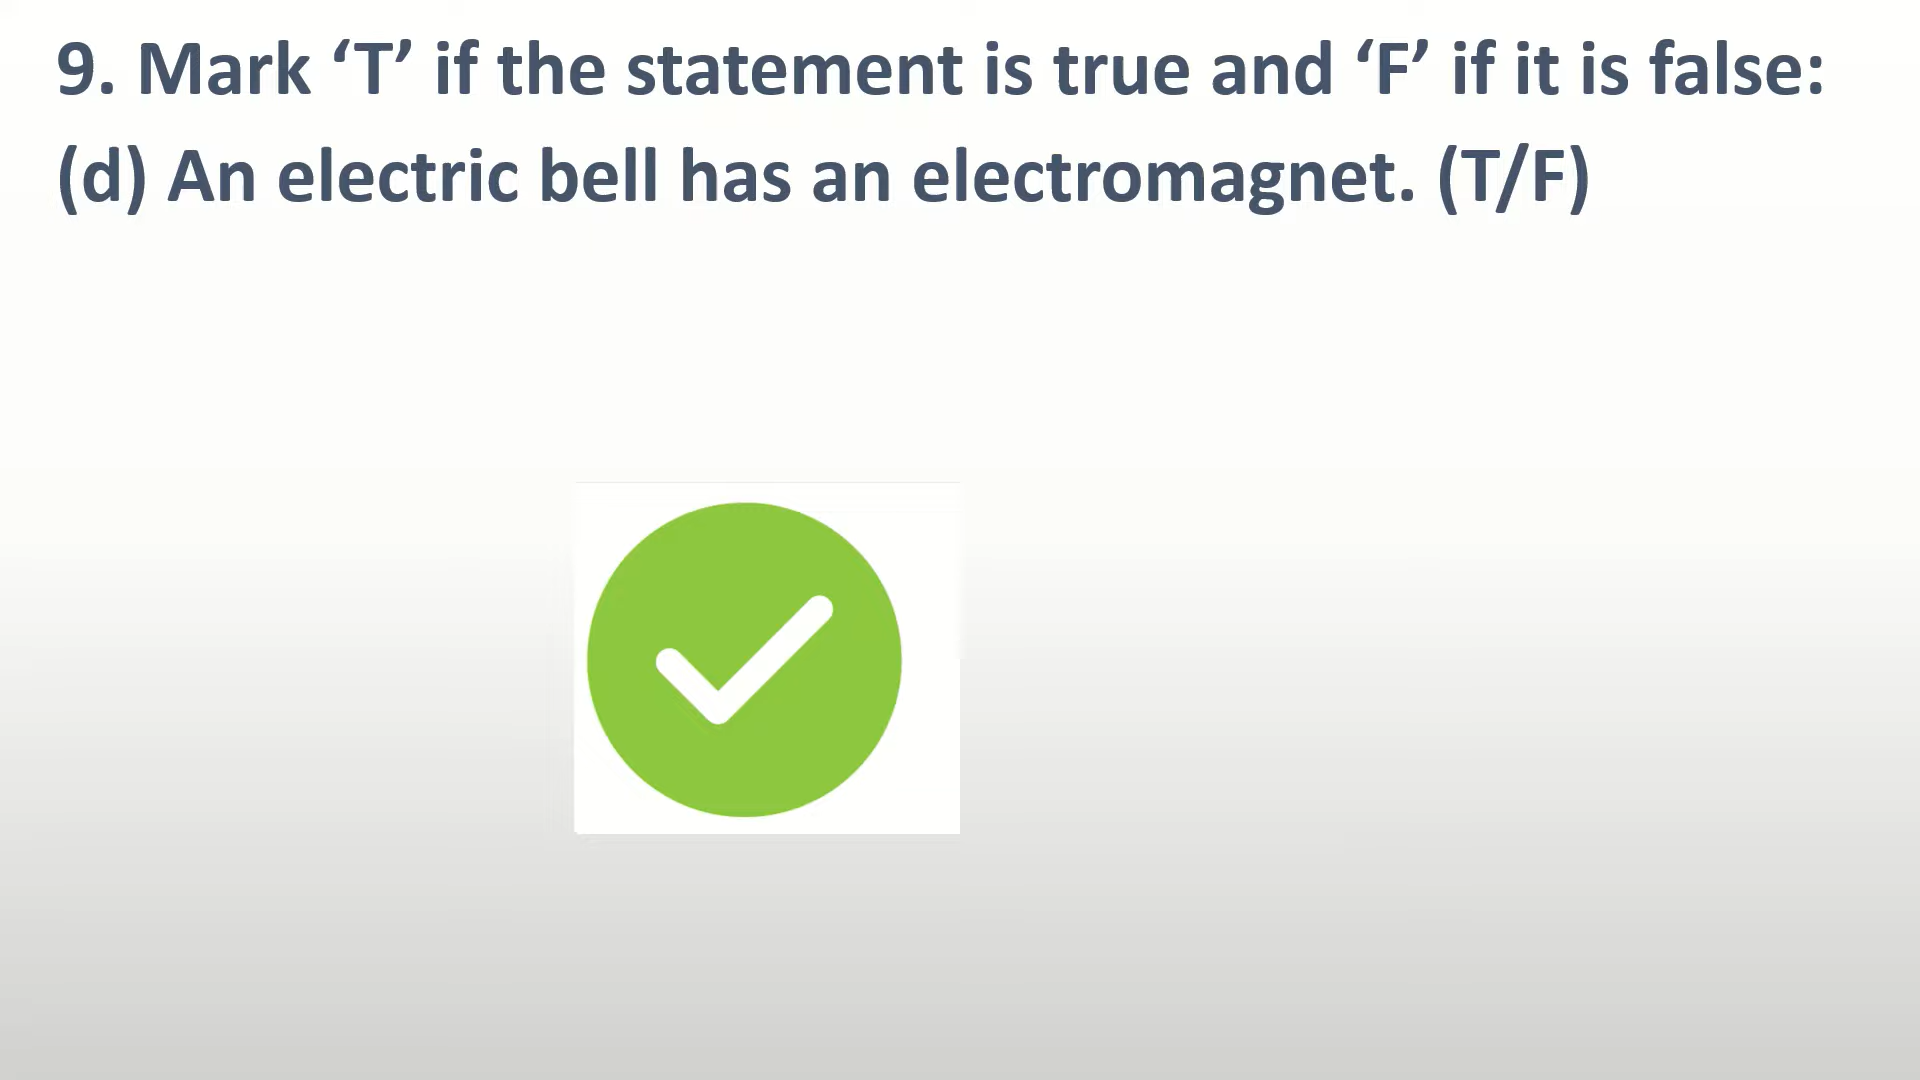 9. Mark ‘T’ if the statement is true and ‘F’ if it is false:
(d) An electric bell has an electromagnet. (T/F)